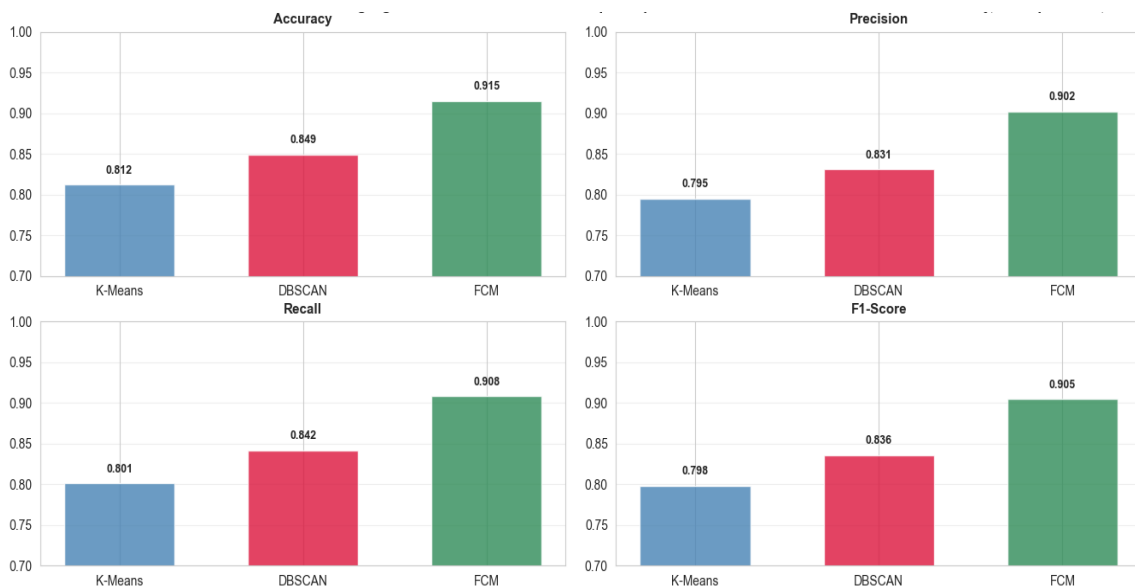 Accuracy
1.00
0.95
0.90
0.85
0.80
0.75
0.70
0.812
0.849
0.915
K-Means
DBSCAN
FCM
Precision
1.00
0.95
0.90
0.85
0.80
0.75
0.70
0.795
0.831
0.902
K-Means
DBSCAN
FCM
Recall
1.00
0.95
0.90
0.85
0.80
0.75
0.70
0.801
0.842
0.908
K-Means
DBSCAN
FCM
F1-Score
1.00
0.95
0.90
0.85
0.80
0.75
0.70
0.798
0.836
0.905
K-Means
DBSCAN
FCM